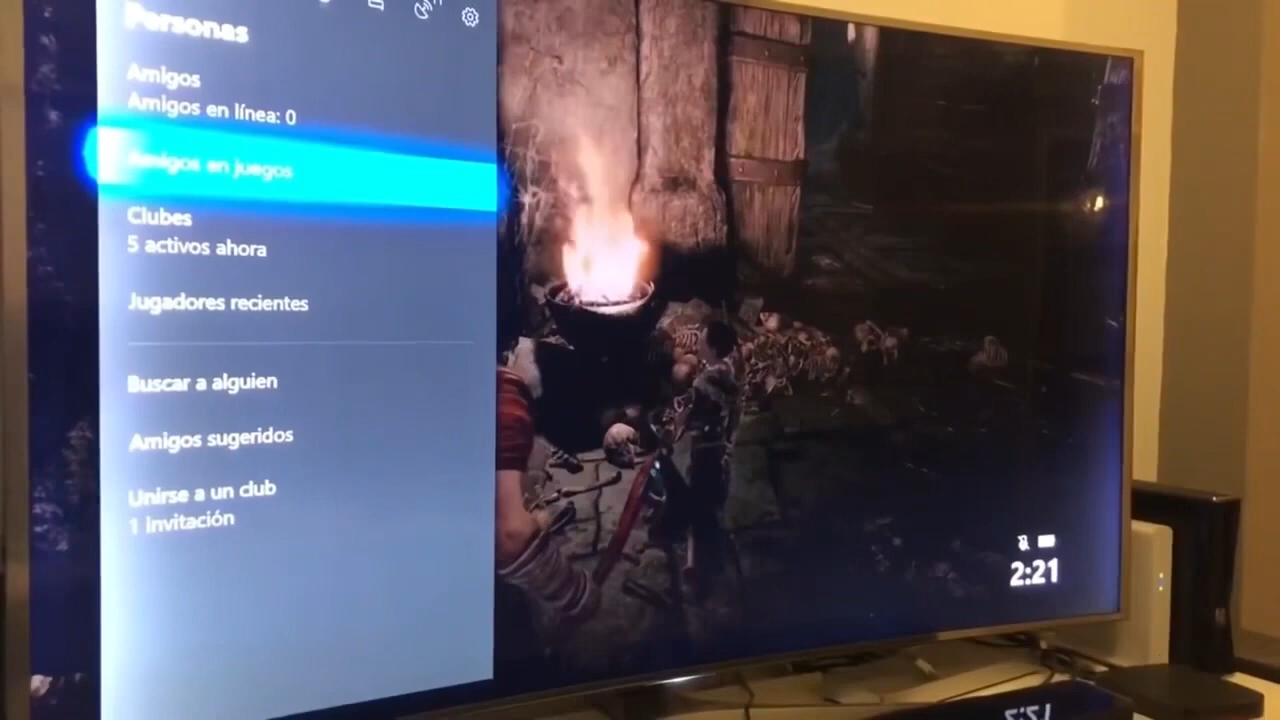 Personas
Amigos
Amigos en línea: 0
Amigos en juegos
Clubes
5 activos ahora
Jugadores recientes
Buscar a alguien
Amigos sugeridos
Unirse a un club
1 Invitación
2:21